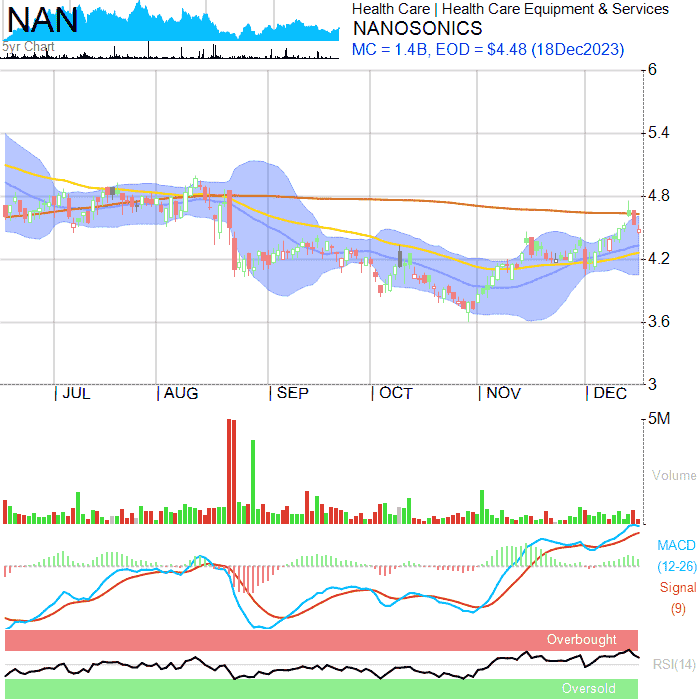 NAN
5yr Chart
Health Care | Health Care Equipment & Services
NANOSONICS
MC = 1.4B, EOD = $4.48 (18Dec2023)
6
5.4
4.8
4.2
3.6
3
JUL AUG SEP OCT NOV DEC
5M
Volume
MACD
(12-26)
Signal
(9)
Overbought
RSI(14)
Oversold